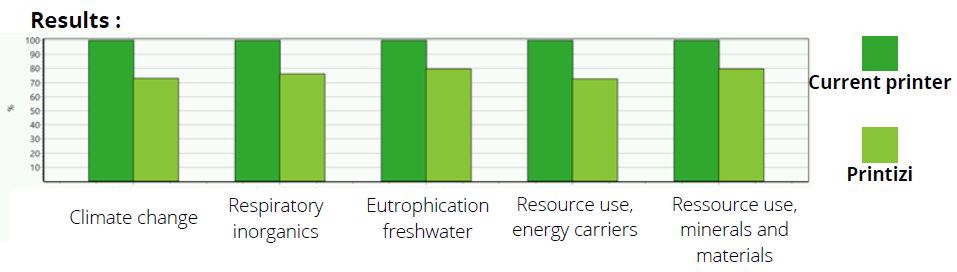 Results :
100
90
80
70
60
50
40
30
20
10
%
Current printer
Printizi
Climate change
Respiratory
inorganics
Eutrophication
freshwater
Resource use,
energy carriers
Ressource use,
minerals and
materials